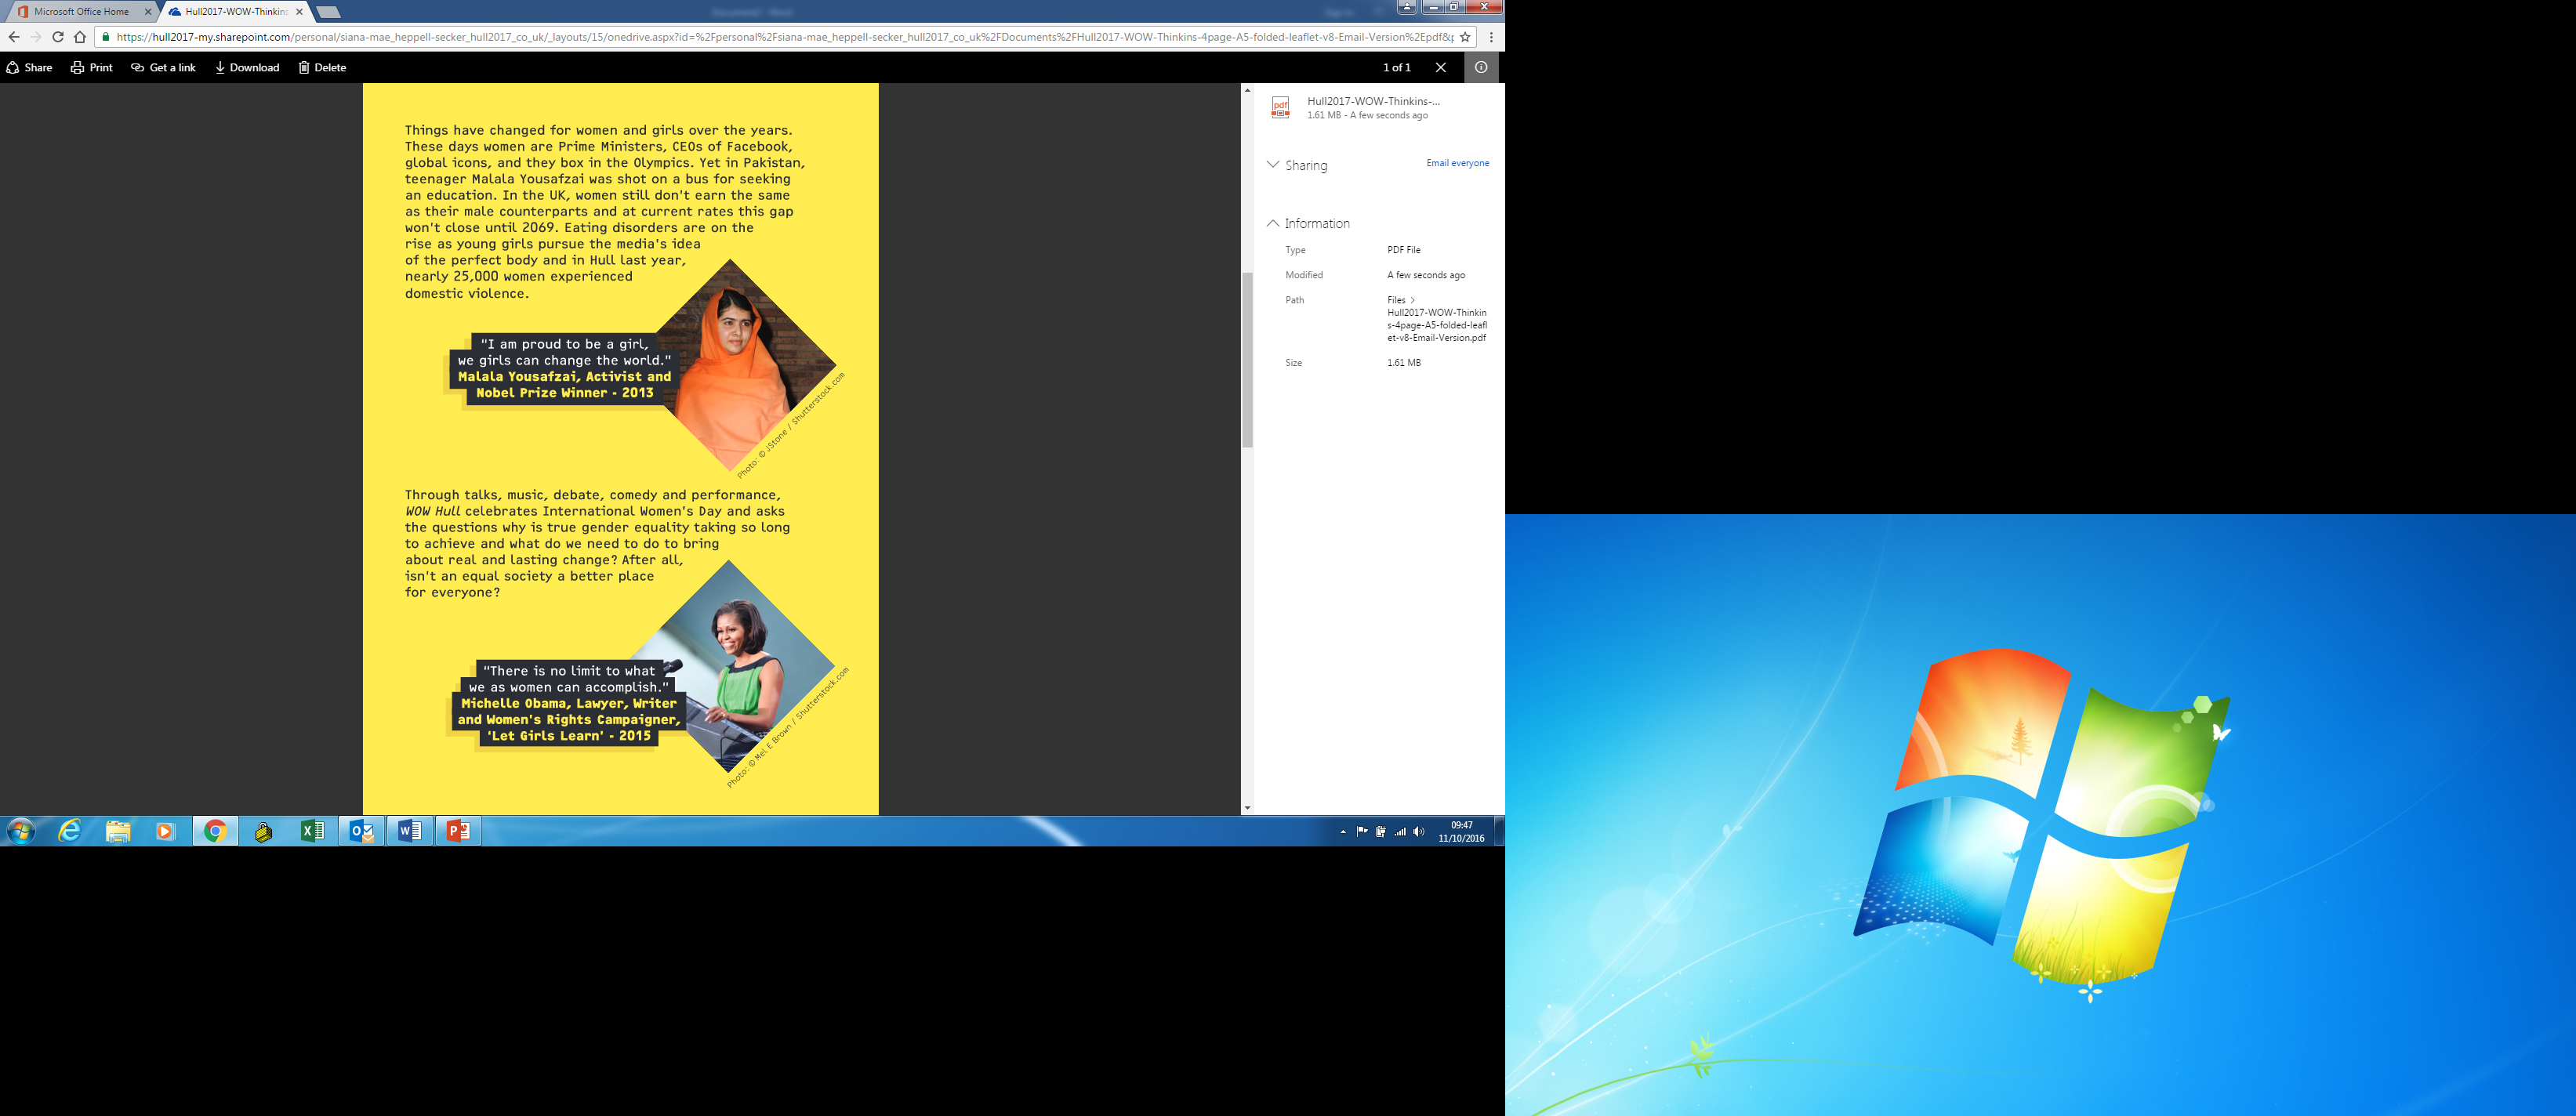 Microsoft Office Home
Hull2017-WOW-Thinkins
https://hull2017-my.sharepoint.com/personal/siana-mae_heppell-secker_hull2017_co_uk/_layouts/15/onedrive.aspx?id=%2Fpersonal%2Fsiana-mae_heppell-secker_hull2017_co_uk%2FDocuments%2FHull2017-WOW-Thinkins-4page-A5-folded-leaflet-v8-Email-Version%2Epdf&p
Share Print Get a link Download Delete 1 of 1
Things have changed for women and girls over the years.
These days women are Prime Ministers, CEOs of Facebook,
global icons, and they box in the Olympics. Yet in Pakistan,
teenager Malala Yousafzai was shot on a bus for seeking
an education. In the UK, women still don't earn the same
as their male counterparts and at current rates this gap
won't close until 2069. Eating disorders are on the
rise as young girls pursue the media's idea
of the perfect body and in Hull last year,
nearly 25,000 women experienced
domestic violence.
"I am proud to be a girl,
we girls can change the world."
Malala Yousafzai, Activist and
Nobel Prize Winner - 2013
Photo: © JStone / Shutterstock.com
Through talks, music, debate, comedy and performance,
WOW Hull celebrates International Women's Day and asks
the questions why is true gender equality taking so long
to achieve and what do we need to do to bring
about real and lasting change? After all,
isn't an equal society a better place
for everyone?
"There is no limit to what
we as women can accomplish."
Michelle Obama, Lawyer, Writer
and Women's Rights Campaigner,
'Let Girls Learn' - 2015
Photo: © Mel E Brown / Shutterstock.com
pdf
Hull2017-WOW-Thinkins-...
1.61 MB - A few seconds ago
Sharing Email everyone
Information
Type PDF File
Modified A few seconds ago
Path Files >
Hull2017-WOW-Thinkin
s-4page-A5-folded-leafl
et-v8-Email-Version.pdf
Size 1.61 MB
09:47
11/10/2016